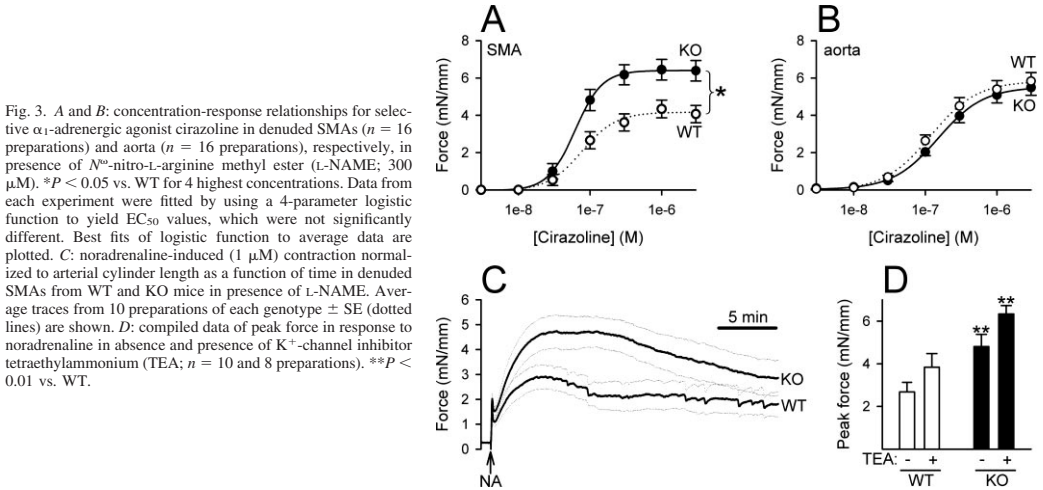 Fig. 3. A and B: concentration-response relationships for selec-
tive α1-adrenergic agonist cirazoline in denuded SMAs (n = 16
preparations) and aorta (n = 16 preparations), respectively, in
presence of Nω-nitro-L-arginine methyl ester (L-NAME; 300
μM). *P < 0.05 vs. WT for 4 highest concentrations. Data from
each experiment were fitted by using a 4-parameter logistic
function to yield EC50 values, which were not significantly
different. Best fits of logistic function to average data are
plotted. C: noradrenaline-induced (1 μM) contraction normal-
ized to arterial cylinder length as a function of time in denuded
SMAs from WT and KO mice in presence of L-NAME. Aver-
age traces from 10 preparations of each genotype ± SE (dotted
lines) are shown. D: compiled data of peak force in response to
noradrenaline in absence and presence of K+-channel inhibitor
tetraethylammonium (TEA; n = 10 and 8 preparations). **P <
0.01 vs. WT.
A
SMA
KO
WT
*
Force (mN/mm)
8
6
4
2
0
1e-8 1e-7 1e-6
[Cirazoline] (M)
B
aorta
WT
KO
Force (mN/mm)
8
6
4
2
0
1e-8 1e-7 1e-6
[Cirazoline] (M)
C
5 min
KO
WT
Force (mN/mm)
6
5
4
3
2
1
0
NA
D
**
**
Peak force (mN/mm)
6
4
2
TEA: - + - +
WT KO